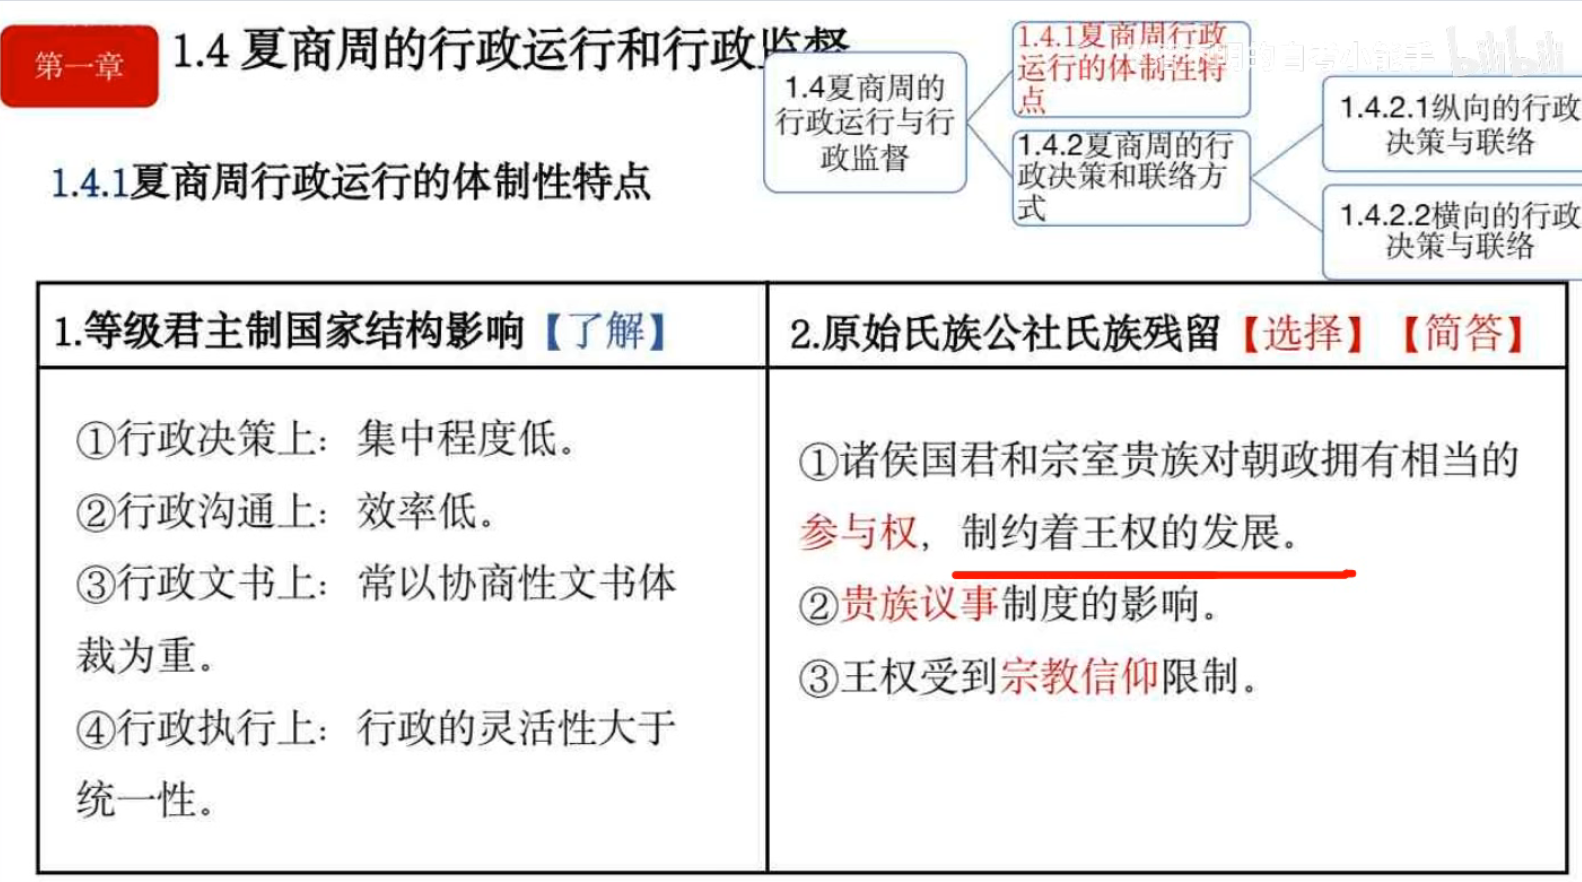 第一章
1.4 夏商周的行政运行和行政监督
1.4夏商周的
行政运行与行
政监督
1.4.1夏商周行政
运行的体制性特
点
1.4.2夏商周的行
政决策和联络方
式
1.4.2.1纵向的行政
决策与联络
1.4.2.2横向的行政
决策与联络
的自考小能手
bilibili
1.4.1夏商周行政运行的体制性特点
1.等级君主制国家结构影响【了解】
①行政决策上：集中程度低。
②行政沟通上：效率低。
③行政文书上：常以协商性文书体
裁为重。
④行政执行上：行政的灵活性大于
统一性。
2.原始氏族公社氏族残留【选择】【简答】
①诸侯国君和宗室贵族对朝政拥有相当的
参与权，制约着王权的发展。
②贵族议事制度的影响。
③王权受到宗教信仰限制。